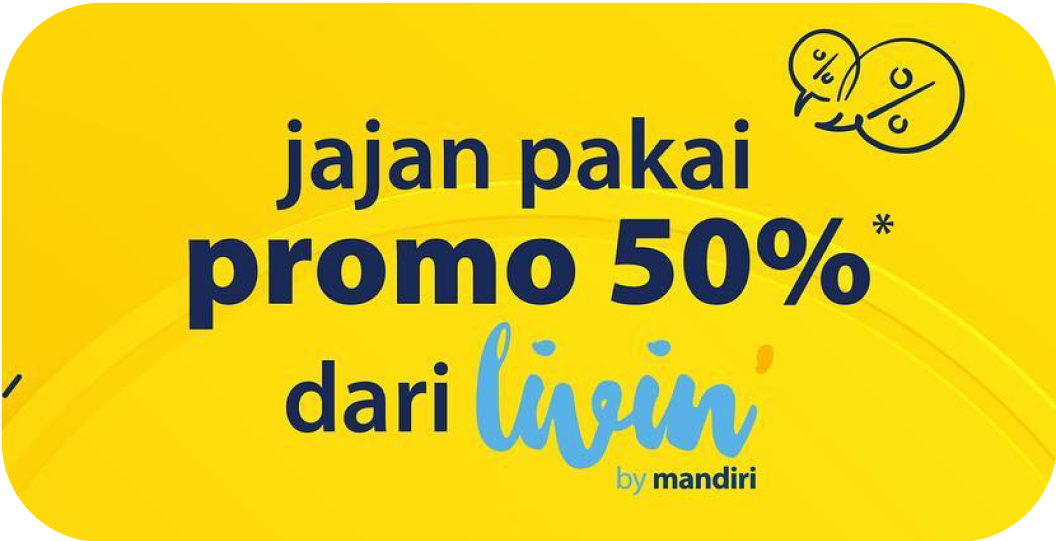 % %
jajan pakai
promo 50%*
dari livin'
by mandiri